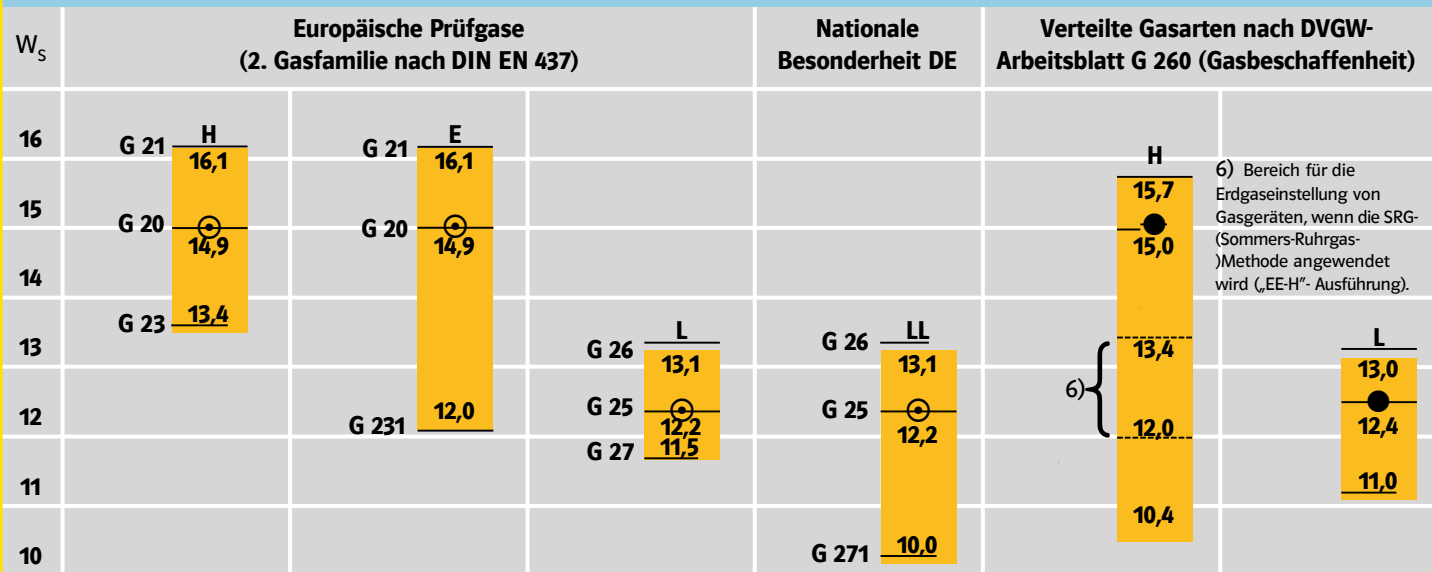 W_s
Europäische Prüfgase
(2. Gasfamilie nach DIN EN 437)
Nationale
Besonderheit DE
Verteilte Gasarten nach DVGW-
Arbeitsblatt G 260 (Gasbeschaffenheit)
16
15
14
13
12
11
10
G 21
H
16,1
G 20
14,9
G 23
13,4
G 21
E
16,1
G 20
14,9
G 231
12,0
G 26
L
13,1
G 25
12,2
G 27
11,5
G 26
LL
13,1
G 25
12,2
G 271
10,0
H
15,7
15,0
13,4
6)
12,0
10,4
6) Bereich für die
Erdgaseinstellung von
Gasgeräten, wenn die SRG-
(Sommers-Ruhrgas-
)Methode angewendet
wird („EE-H”- Ausführung).
L
13,0
12,4
11,0